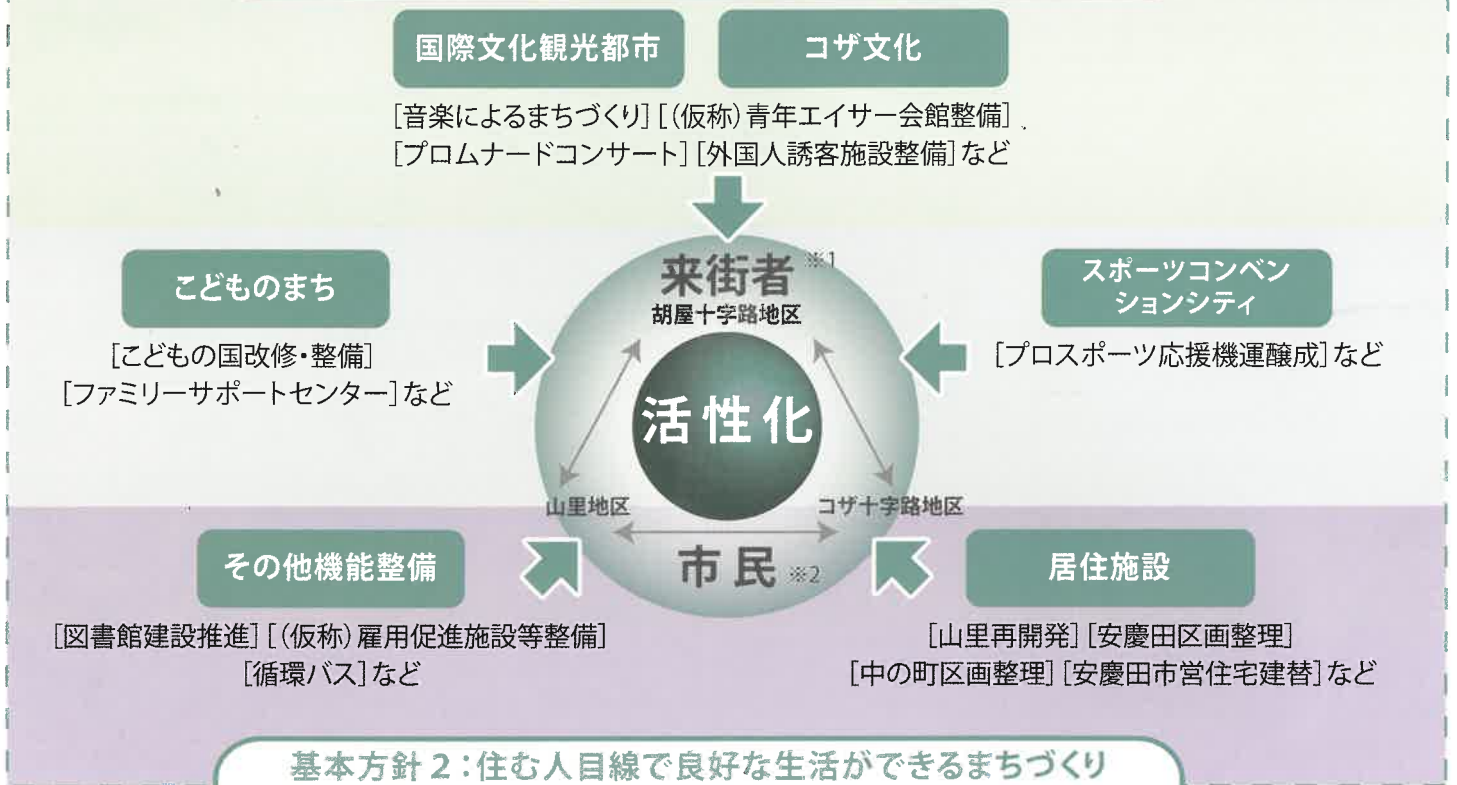 国際文化観光都市
コザ文化
[音楽によるまちづくり] [(仮称)青年エイサー会館整備]
[プロムナードコンサート] [外国人誘客施設整備]など
こどものまち
[こどもの国改修・整備]
[ファミリーサポートセンター]など
来街者 ※1
胡屋十字路地区
スポーツコンベン
ションシティ
[プロスポーツ応援機運醸成]など
活性化
山里地区
コザ十字路地区
市民 ※2
その他機能整備
[図書館建設推進] [(仮称)雇用促進施設等整備]
[循環バス]など
居住施設
[山里再開発] [安慶田区画整理]
[中の町区画整理] [安慶田市営住宅建替]など
基本方針2:住む人目線で良好な生活ができるまちづくり